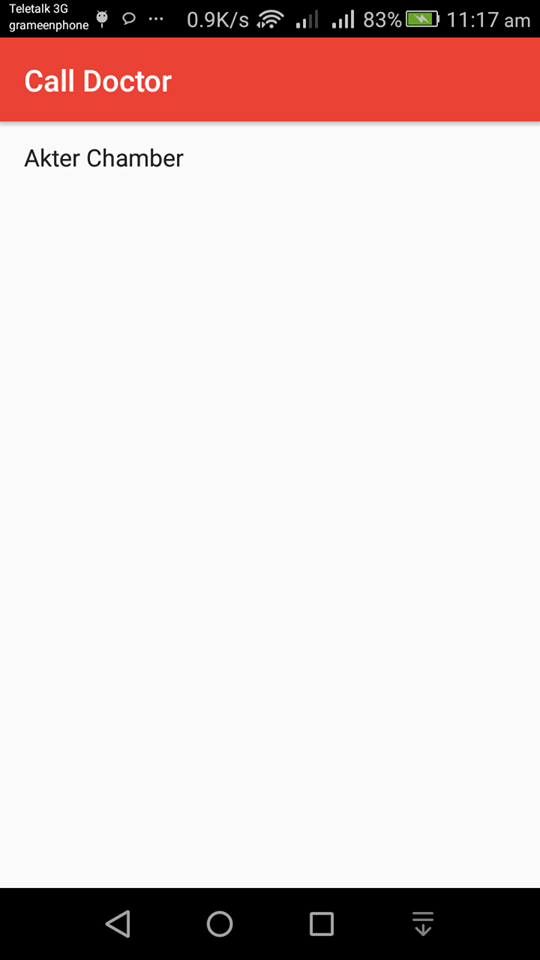 Teletalk 3G
grameenphone
0.9K/s
83%
11:17 am
Call Doctor
Akter Chamber